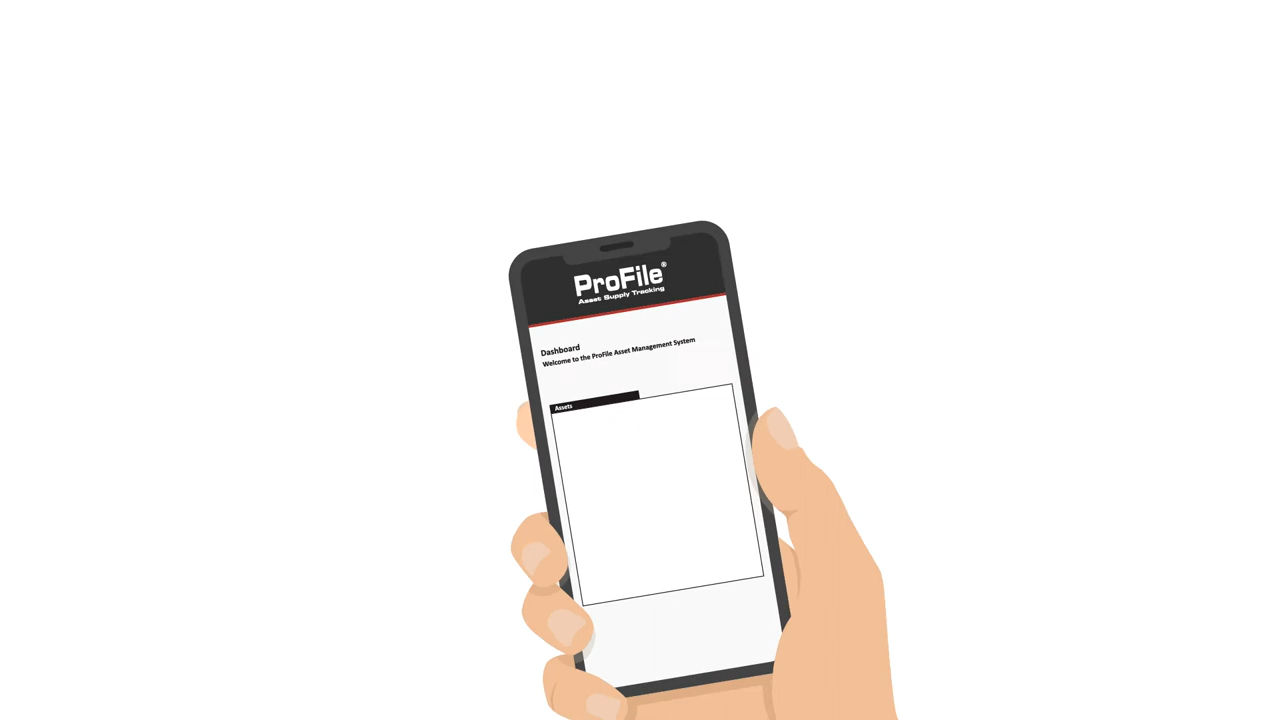 ProFile®
Asset Supply Tracking
Dashboard
Welcome to the ProFile Asset Management System
Assets